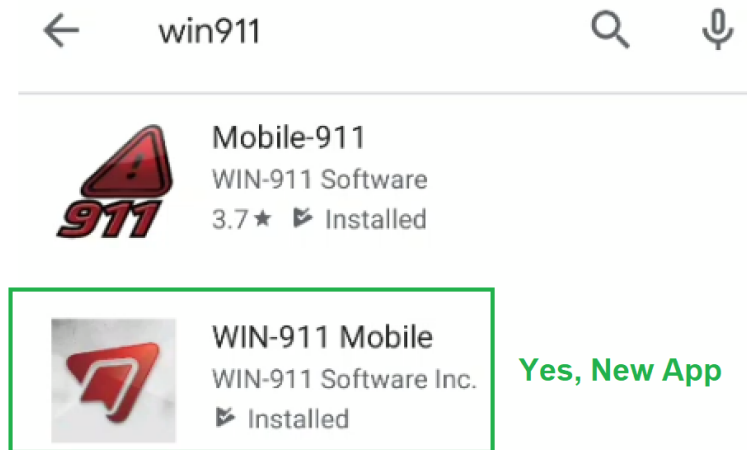 win911
Mobile-911
WIN-911 Software
3.7★ Installed
911
WIN-911 Mobile
WIN-911 Software Inc.
Installed
Yes, New App